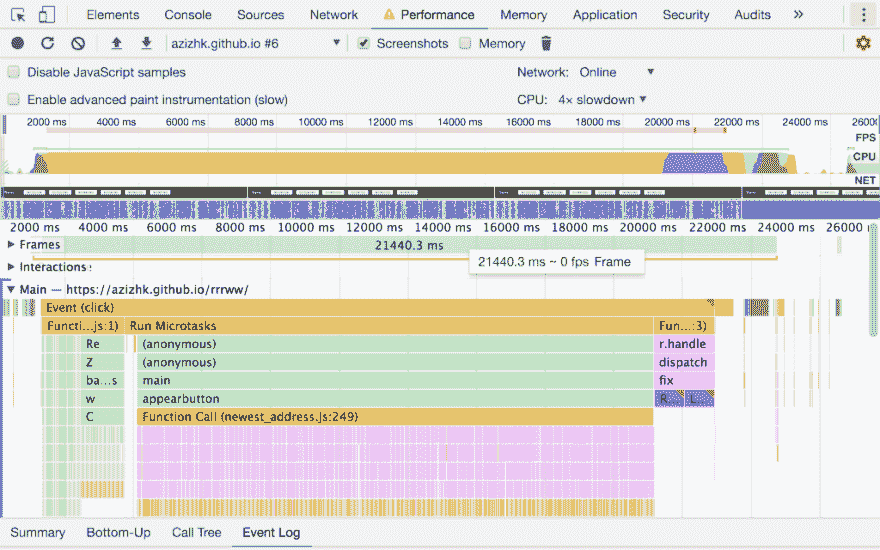 Elements Console Sources Network Performance Memory Application Security Audits »
azizhk.github.io #6 Screenshots Memory
Disable JavaScript samples Network: Online
Enable advanced paint instrumentation (slow) CPU: 4× slowdown
2000 ms 4000 ms 6000 ms 8000 ms 10000 ms 12000 ms 14000 ms 16000 ms 18000 ms 20000 ms 22000 ms 24000 ms
FPS
CPU
NET
2000 ms 4000 ms 6000 ms 8000 ms 10000 ms 12000 ms 14000 ms 16000 ms 18000 ms 20000 ms 22000 ms 24000 ms
Frames 21440.3 ms
21440.3 ms ~ 0 fps Frame
Interactions
Main — https://azizhk.github.io/rrrww/
Event (click)
Functi...js:1) Run Microtasks Fun...:3)
Re (anonymous) r.handle
Z (anonymous) dispatch
ba...s main fix
w appearbutton R... L...
C Function Call (newest_address.js:249)
Summary Bottom-Up Call Tree Event Log